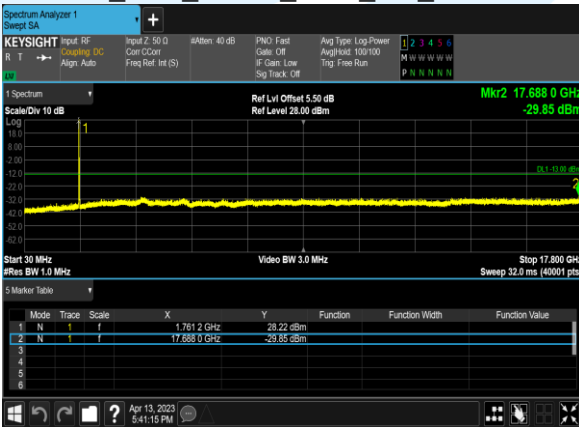 Spectrum Analyzer 1
Swept SA
+
KEYSIGHT Input: RF Input Z: 50 Ω #Atten: 40 dB PNO: Fast Avg Type: Log-Power 1 2 3 4 5 6
R T Coupling: DC Corr CCorr Gate: Off Avg|Hold: 100/100 M W W W W W
Align: Auto Freq Ref: Int (S) IF Gain: Low Trig: Free Run
LXI Sig Track: Off P N N N N N
1 Spectrum Ref Lvl Offset 5.50 dB Mkr2 17.688 0 GHz
Scale/Div 10 dB Ref Level 28.00 dBm -29.85 dBm
Log
1
18.0
8.00
-2.00
-12.0 DL1 -13.00 dBm
-22.0
2
-32.0
-42.0
-52.0
-62.0
Start 30 MHz Video BW 3.0 MHz Stop 17.800 GHz
#Res BW 1.0 MHz Sweep 32.0 ms (40001 pts
5 Marker Table
Mode Trace Scale X Y Function Function Width Function Value
1 N 1 f 1.761 2 GHz 28.22 dBm
2 N 1 f 17.688 0 GHz -29.85 dBm
3
4
5
6
? Apr 13, 2023
5:41:15 PM